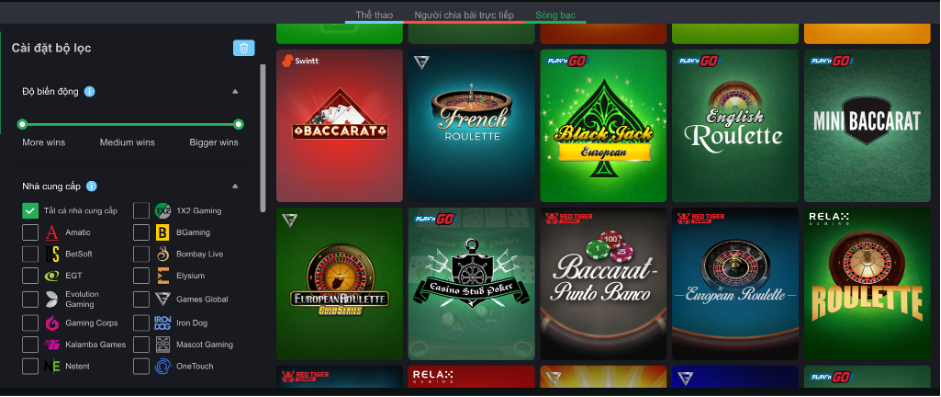 Thể thao
Người chia bài trực tiếp
Sòng bạc
Cài đặt bộ lọc
Độ biến động
More wins
Medium wins
Bigger wins
Nhà cung cấp
Tất cả nhà cung cấp
1X2 Gaming
Amatic
BGaming
BetSoft
Bombay Live
EGT
Elysium
Evolution
Gaming
Games Global
Gaming Corps
IRON
DOG
Iron Dog
Kalamba Games
Mascot Gaming
Netent
OneTouch
Swintt
BACCARAT
French
ROULETTE
PLAY'n GO
Black Jack
European
PLAY'n GO
English
Roulette
PLAY'n GO
MINI BACCARAT
EUROPEAN ROULETTE
GOLD SERIES
PLAY'n GO
Casino Stud Poker
RED TIGER
100
1
25
Baccarat-
Punto Banco
RED TIGER
European Roulette
RELAX
GAMING
ROULETTE
RED TIGER
RELAX
GAMING
PLAY'n GO